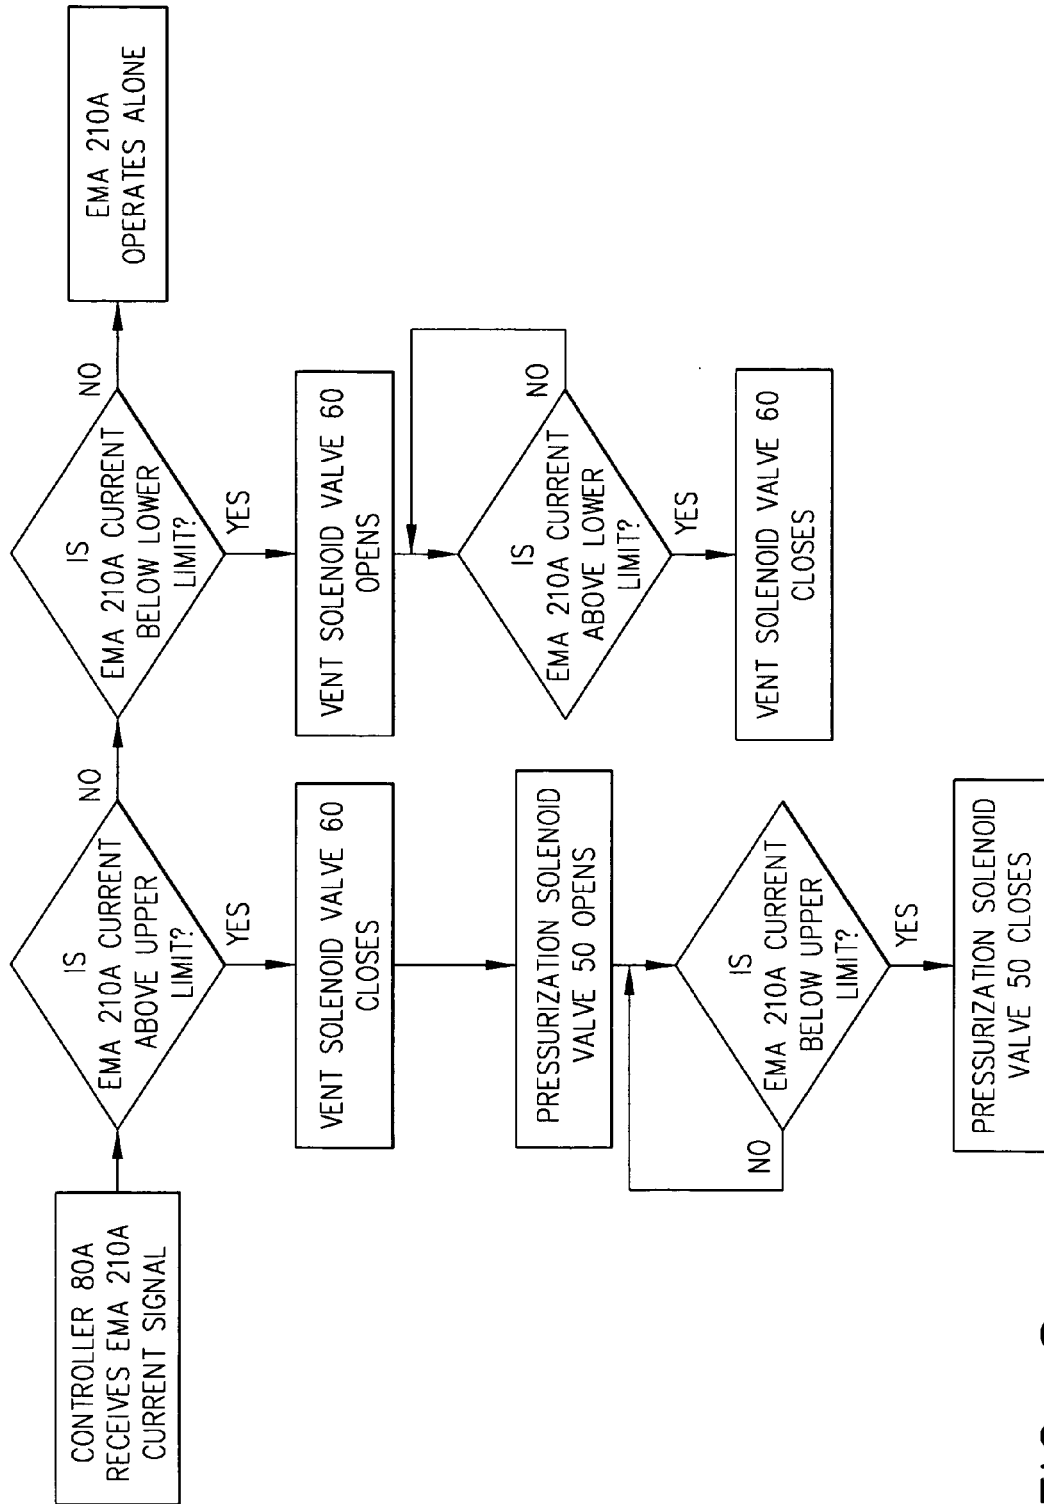 CONTROLLER 80A
RECEIVES EMA 210A
CURRENT SIGNAL
IS
EMA 210A CURRENT
ABOVE UPPER
LIMIT?
NO
YES
IS
EMA 210A CURRENT
BELOW LOWER
LIMIT?
NO
YES
EMA 210A
OPERATES ALONE
VENT SOLENOID VALVE 60
CLOSES
VENT SOLENOID VALVE 60
OPENS
PRESSURIZATION SOLENOID
VALVE 50 OPENS
IS
EMA 210A CURRENT
BELOW UPPER
LIMIT?
NO
YES
IS
EMA 210A CURRENT
ABOVE LOWER
LIMIT?
NO
YES
PRESSURIZATION SOLENOID
VALVE 50 CLOSES
VENT SOLENOID VALVE 60
CLOSES